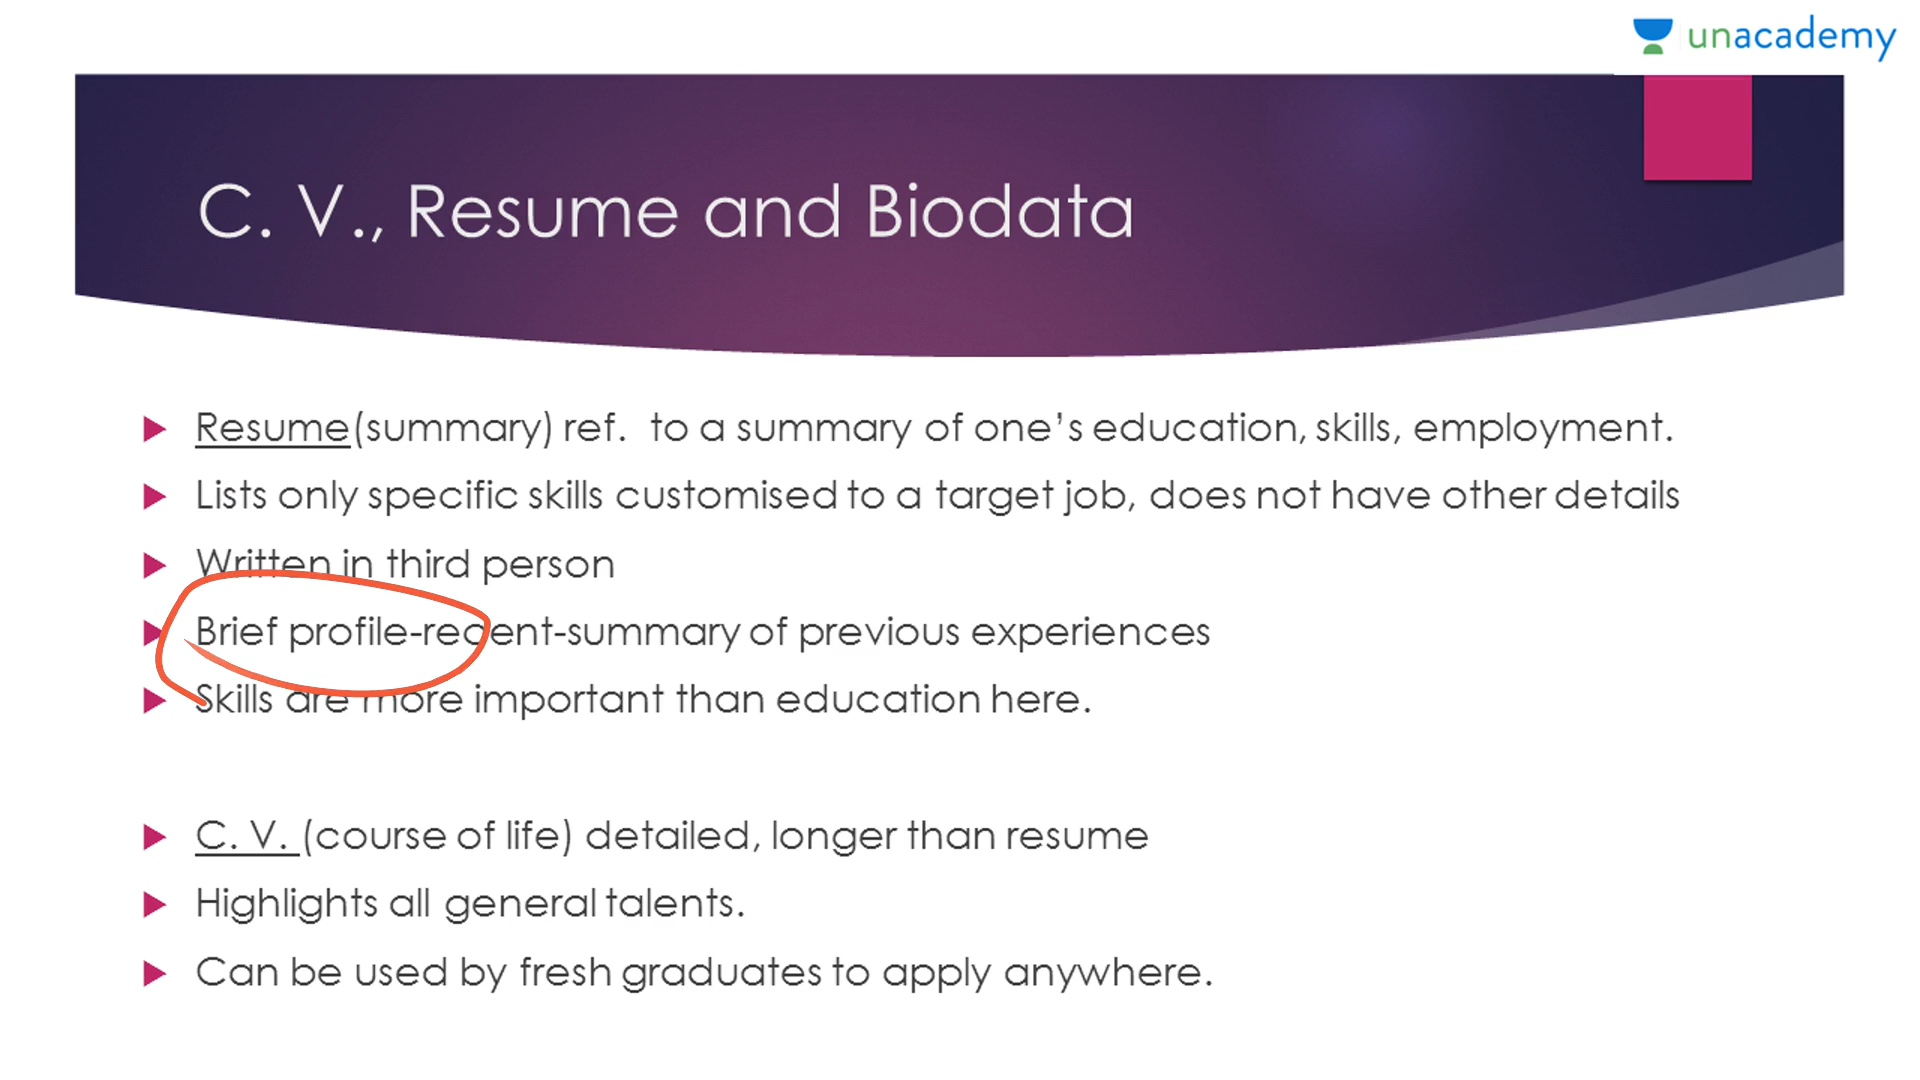 unacademy
C. V., Resume and Biodata
Resume(summary) ref. to a summary of one's education, skills, employment.
Lists only specific skills customised to a target job, does not have other details
Written in third person
Brief profile-recent-summary of previous experiences
Skills are more important than education here.
C. V. (course of life) detailed, longer than resume
Highlights all general talents.
Can be used by fresh graduates to apply anywhere.